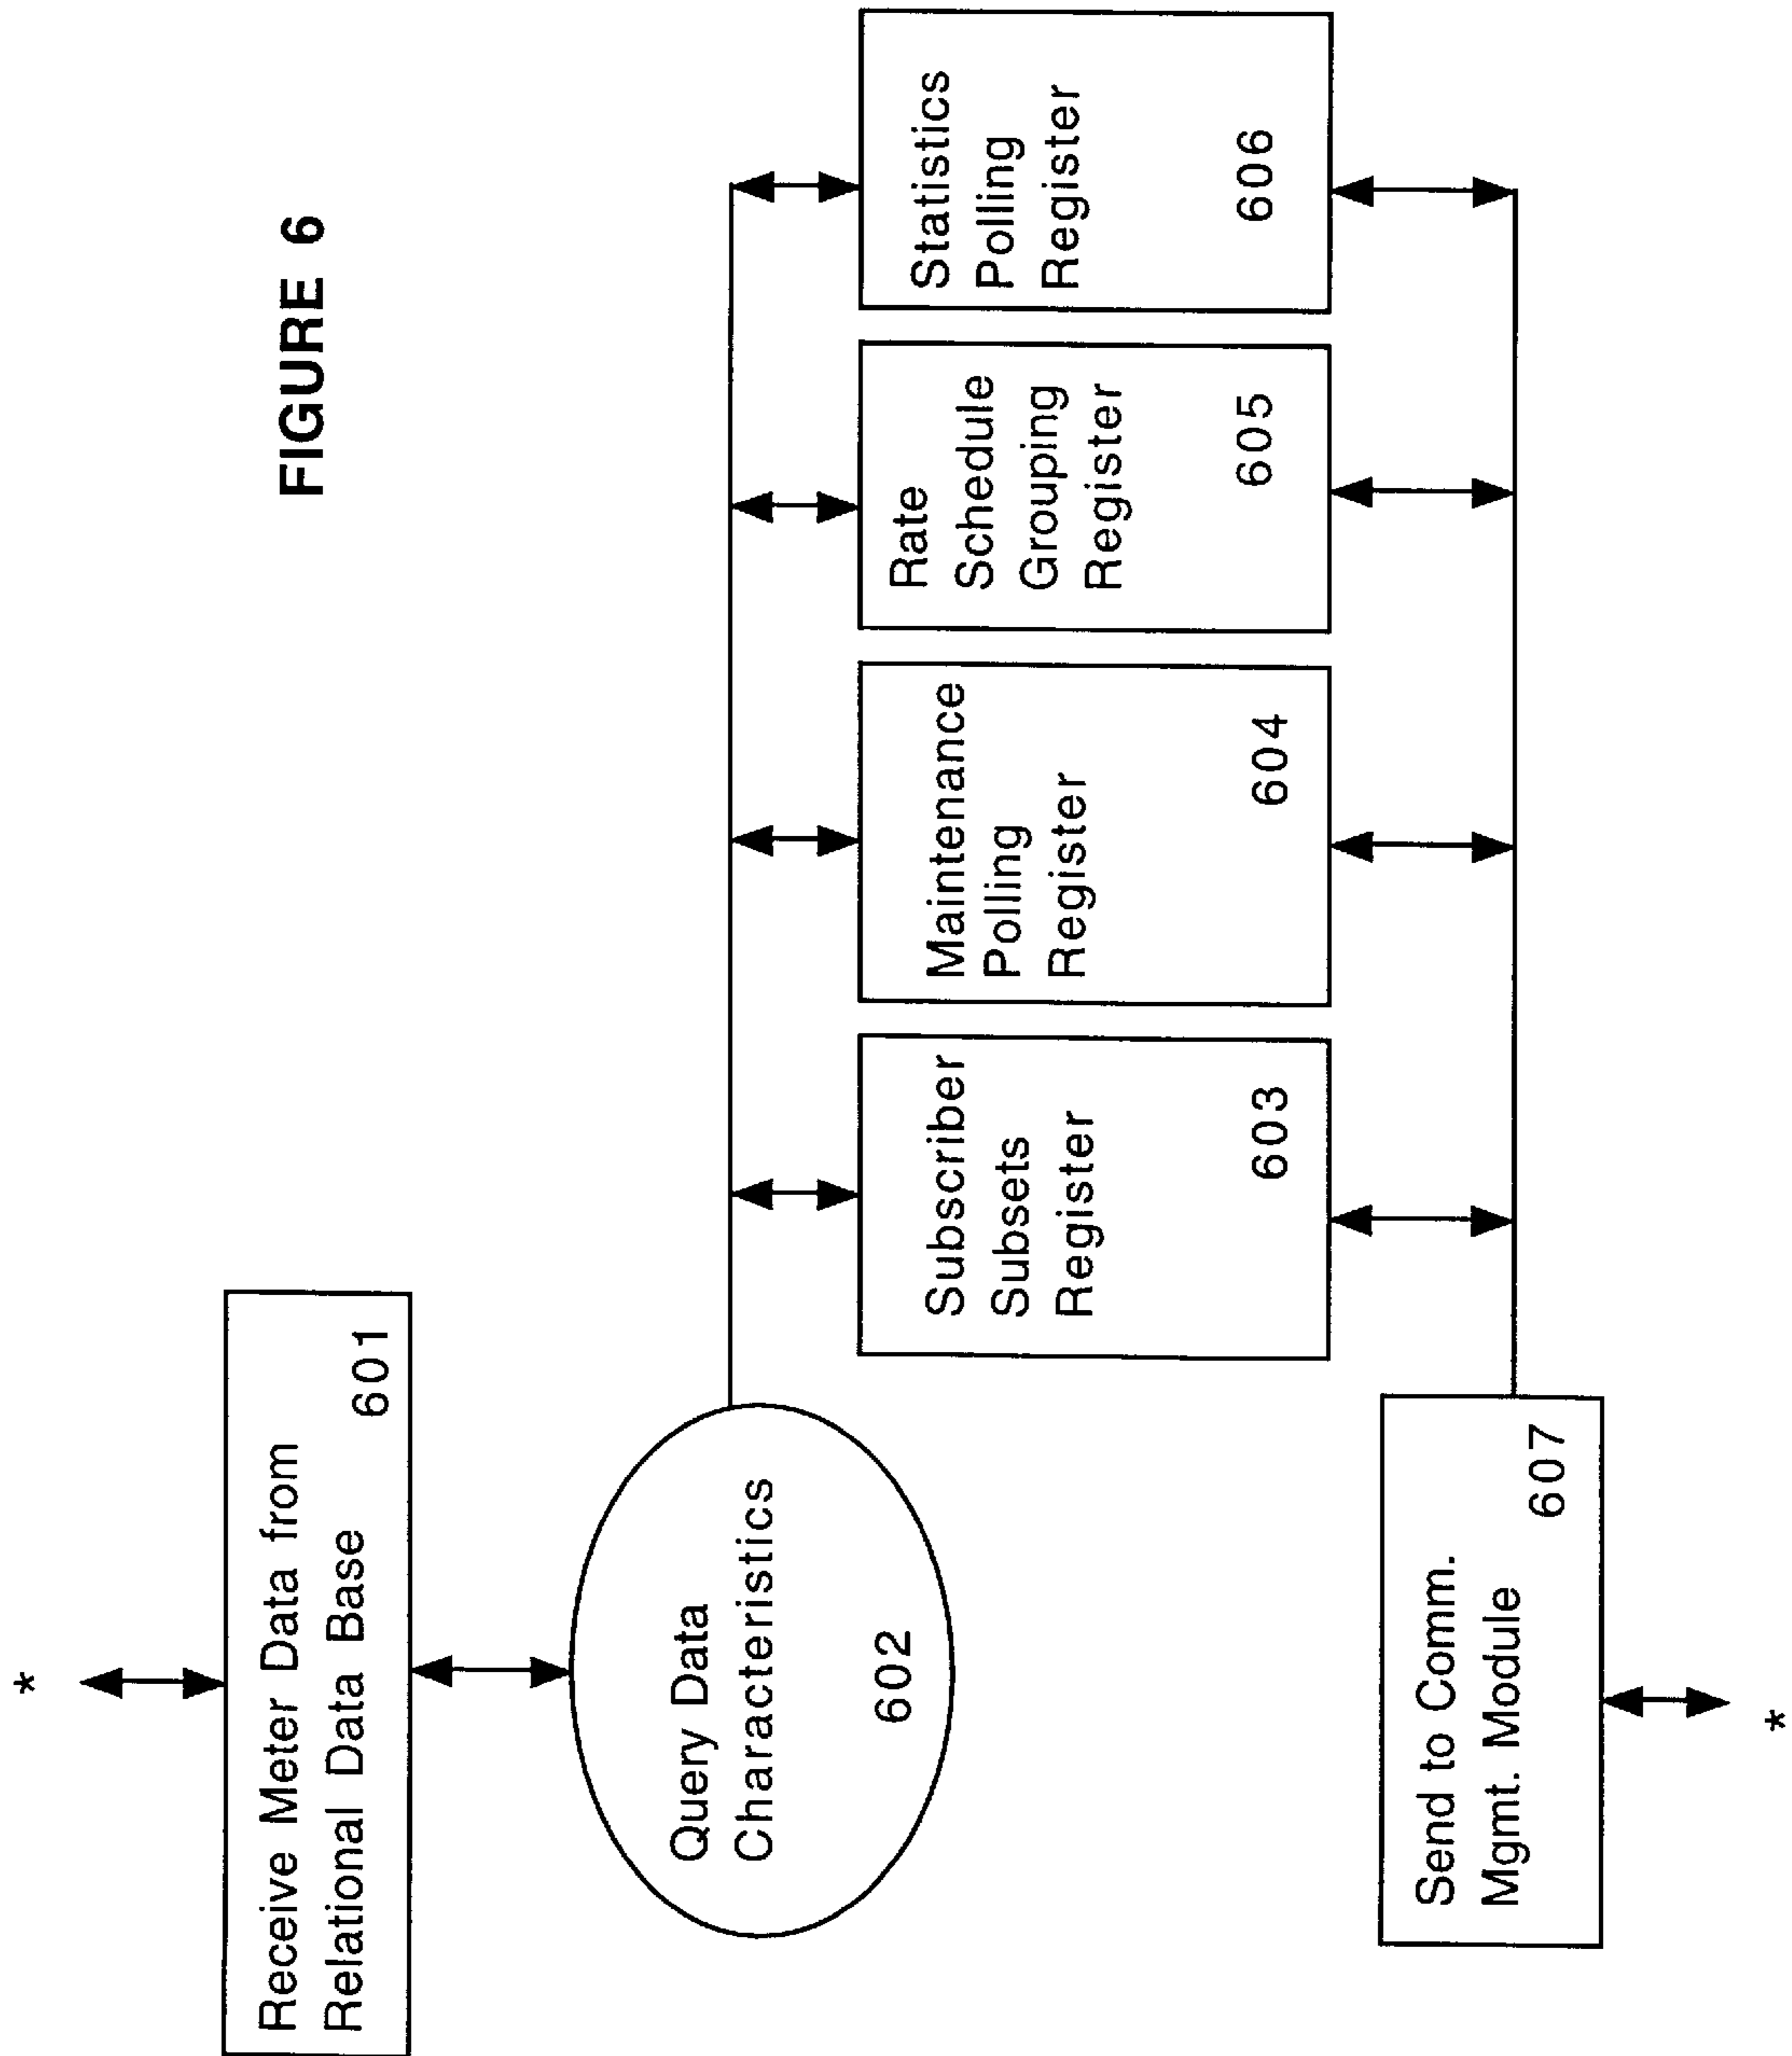 FIGURE 6
*
Receive Meter Data from
Relational Data Base
601
Query Data
Characteristics
602
Subscriber
Subsets
Register
603
Maintenance
Polling
Register
604
Rate
Schedule
Grouping
Register
605
Statistics
Polling
Register
606
Send to Comm.
Mgmt. Module
607
*